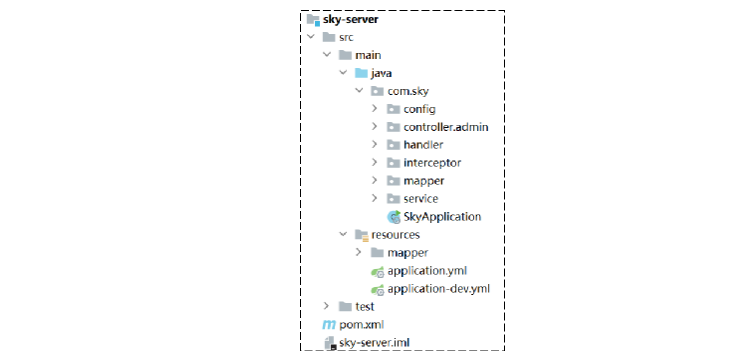 sky-server
src
main
java
com.sky
config
controller.admin
handler
interceptor
mapper
service
SkyApplication
resources
mapper
application.yml
application-dev.yml
test
pom.xml
sky-server.iml